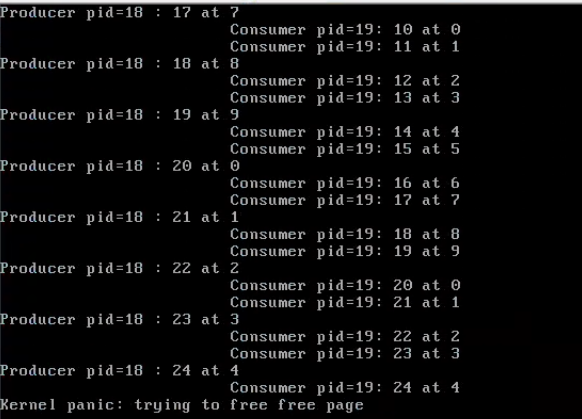 Producer pid=18 : 17 at 7
Consumer pid=19: 10 at 0
Consumer pid=19: 11 at 1
Producer pid=18 : 18 at 8
Consumer pid=19: 12 at 2
Consumer pid=19: 13 at 3
Producer pid=18 : 19 at 9
Consumer pid=19: 14 at 4
Consumer pid=19: 15 at 5
Producer pid=18 : 20 at 0
Consumer pid=19: 16 at 6
Consumer pid=19: 17 at 7
Producer pid=18 : 21 at 1
Consumer pid=19: 18 at 8
Consumer pid=19: 19 at 9
Producer pid=18 : 22 at 2
Consumer pid=19: 20 at 0
Consumer pid=19: 21 at 1
Producer pid=18 : 23 at 3
Consumer pid=19: 22 at 2
Consumer pid=19: 23 at 3
Producer pid=18 : 24 at 4
Consumer pid=19: 24 at 4
Kernel panic: trying to free free page